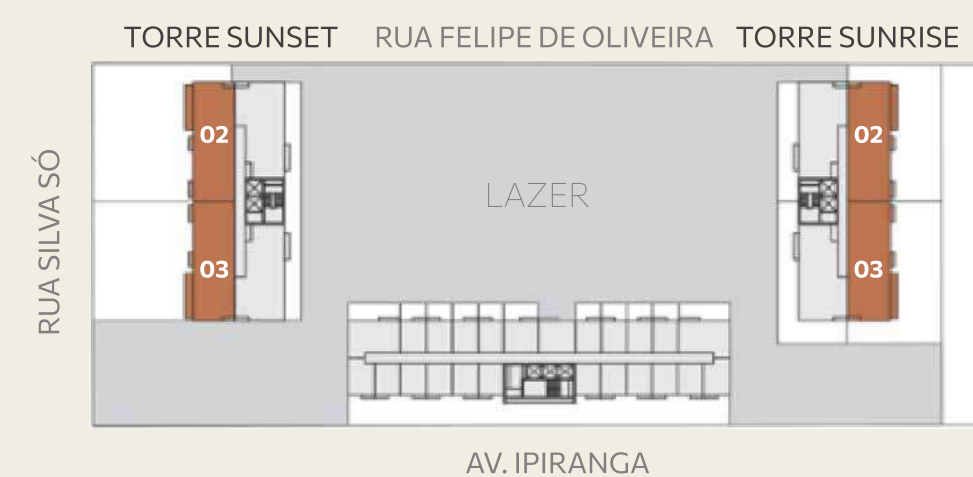 TORRE SUNSET
RUA FELIPE DE OLIVEIRA
TORRE SUNRISE
02
02
RUA SILVA SÓ
LAZER
03
03
AV. IPIRANGA